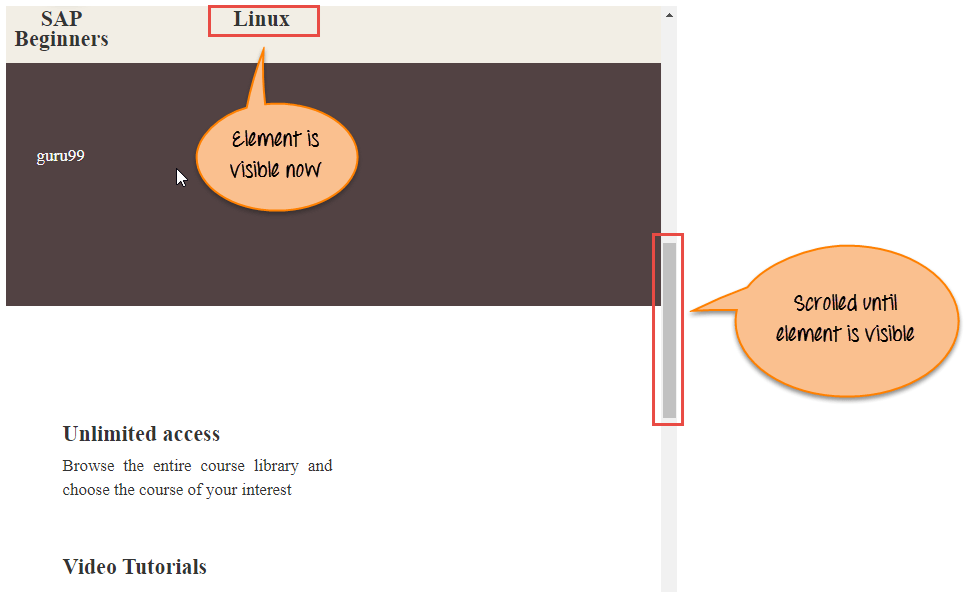 SAP
Beginners
Linux
Element is
visible now
guru99
Scrolled until
element is visible
Unlimited access
Browse the entire course library and
choose the course of your interest
Video Tutorials